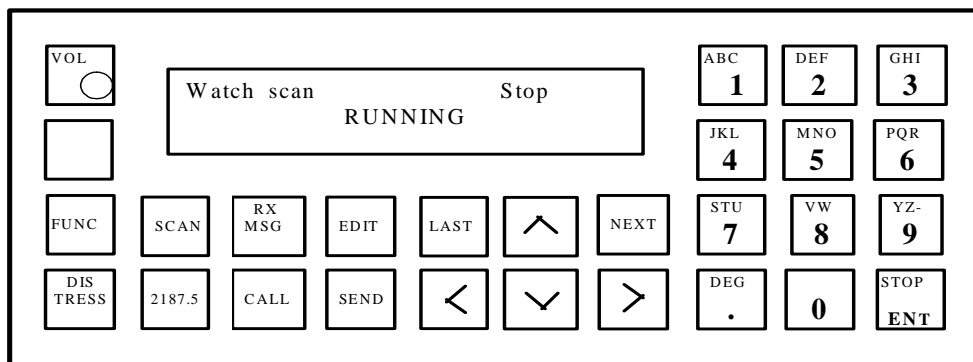 VOL
Watch scan Stop
RUNNING
ABC
1
DEF
2
GHI
3
JKL
4
MNO
5
PQR
6
FUNC
SCAN
RX
MSG
EDIT
LAST
NEXT
STU
7
VW
8
YZ-
9
DIS
TRESS
2187.5
CALL
SEND
DEG
.
0
STOP
ENT